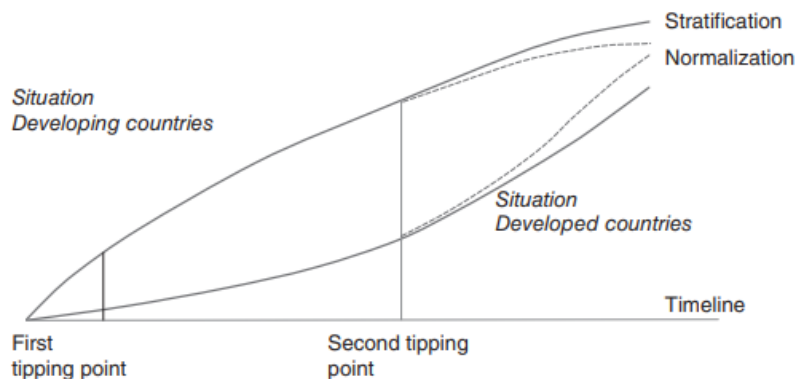 Stratification
Normalization
Situation
Developing countries
Situation
Developed countries
Timeline
First
tipping point
Second tipping
point